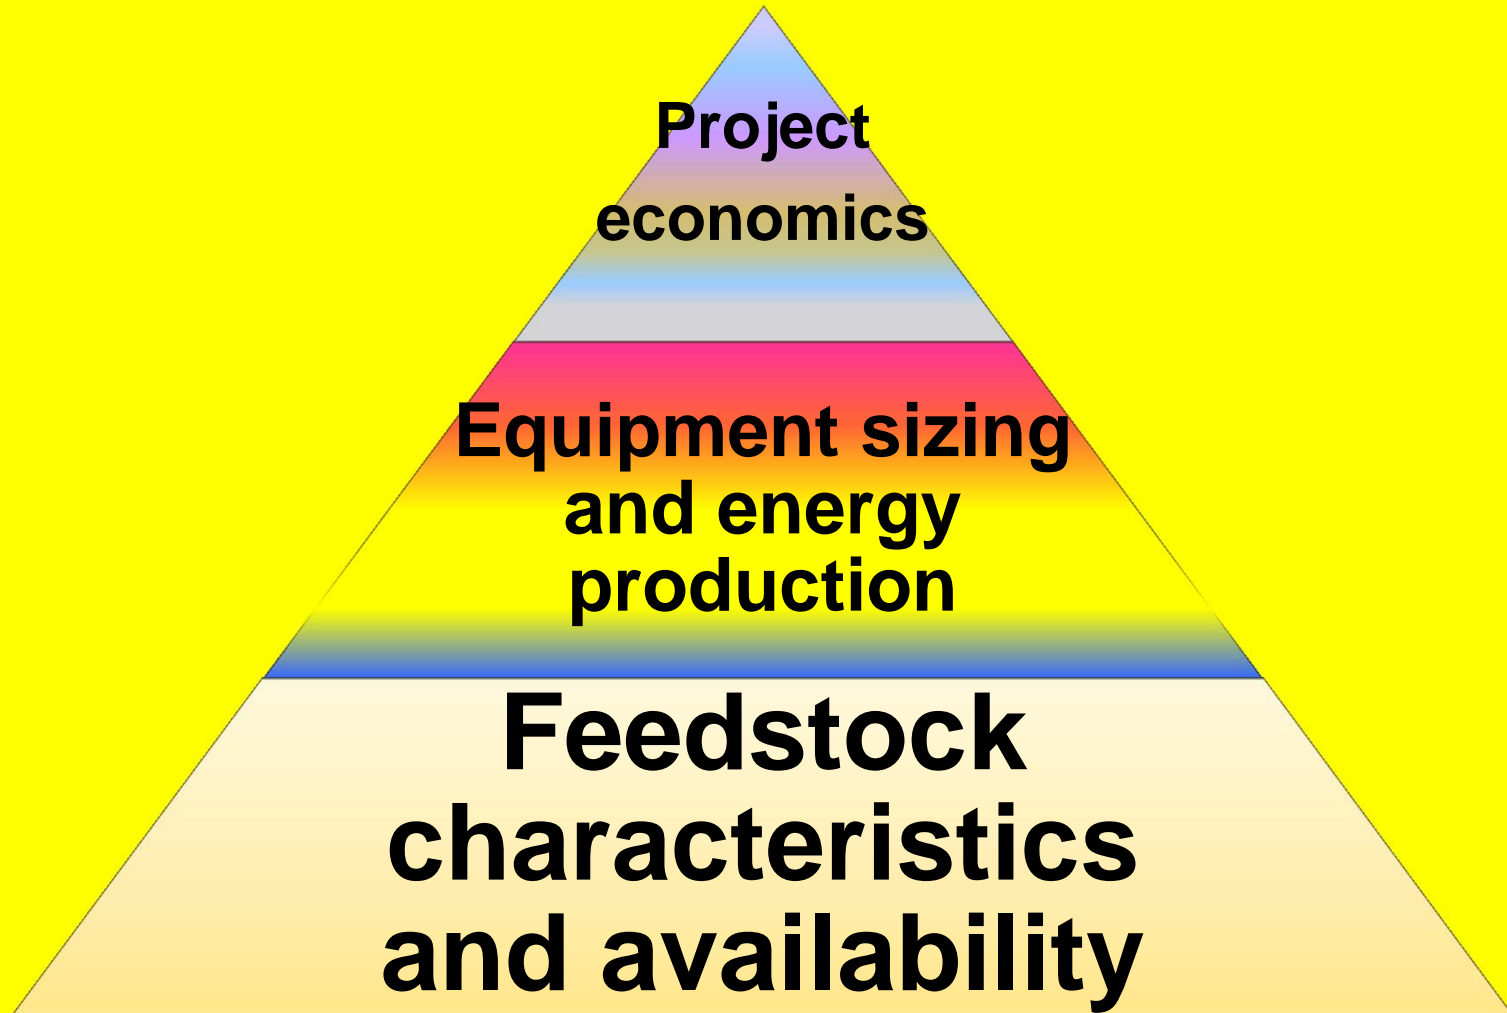 Project
economics
Equipment sizing
and energy
production
Feedstock
characteristics
and availability